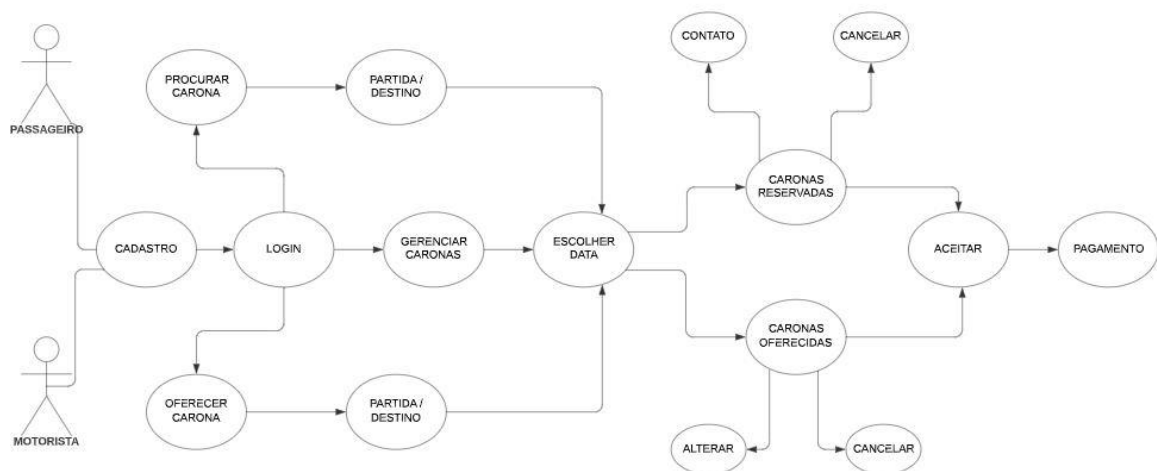 CONTATO
CANCELAR
PROCURAR
CARONA
PARTIDA /
DESTINO
PASSAGEIRO
CARONAS
RESERVADAS
CADASTRO
LOGIN
GERENCIAR
CARONAS
ESCOLHER
DATA
ACEITAR
PAGAMENTO
CARONAS
OFERECIDAS
OFERECER
CARONA
PARTIDA /
DESTINO
MOTORISTA
ALTERAR
CANCELAR